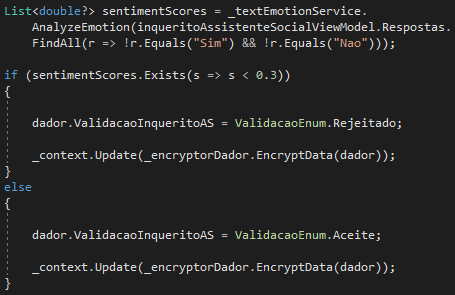 List<double?> sentimentScores = _textEmotionService.
AnalyzeEmotion(inqueritoAssistenteSocialViewModel.Respostas.
FindAll(r => !r.Equals("Sim") && !r.Equals("Nao")));
if (sentimentScores.Exists(s => s < 0.3))
{
dador.ValidacaoInqueritoAS = ValidacaoEnum.Rejeitado;
_context.Update(_encryptorDador.EncryptData(dador));
}
else
{
dador.ValidacaoInqueritoAS = ValidacaoEnum.Aceite;
_context.Update(_encryptorDador.EncryptData(dador));
}